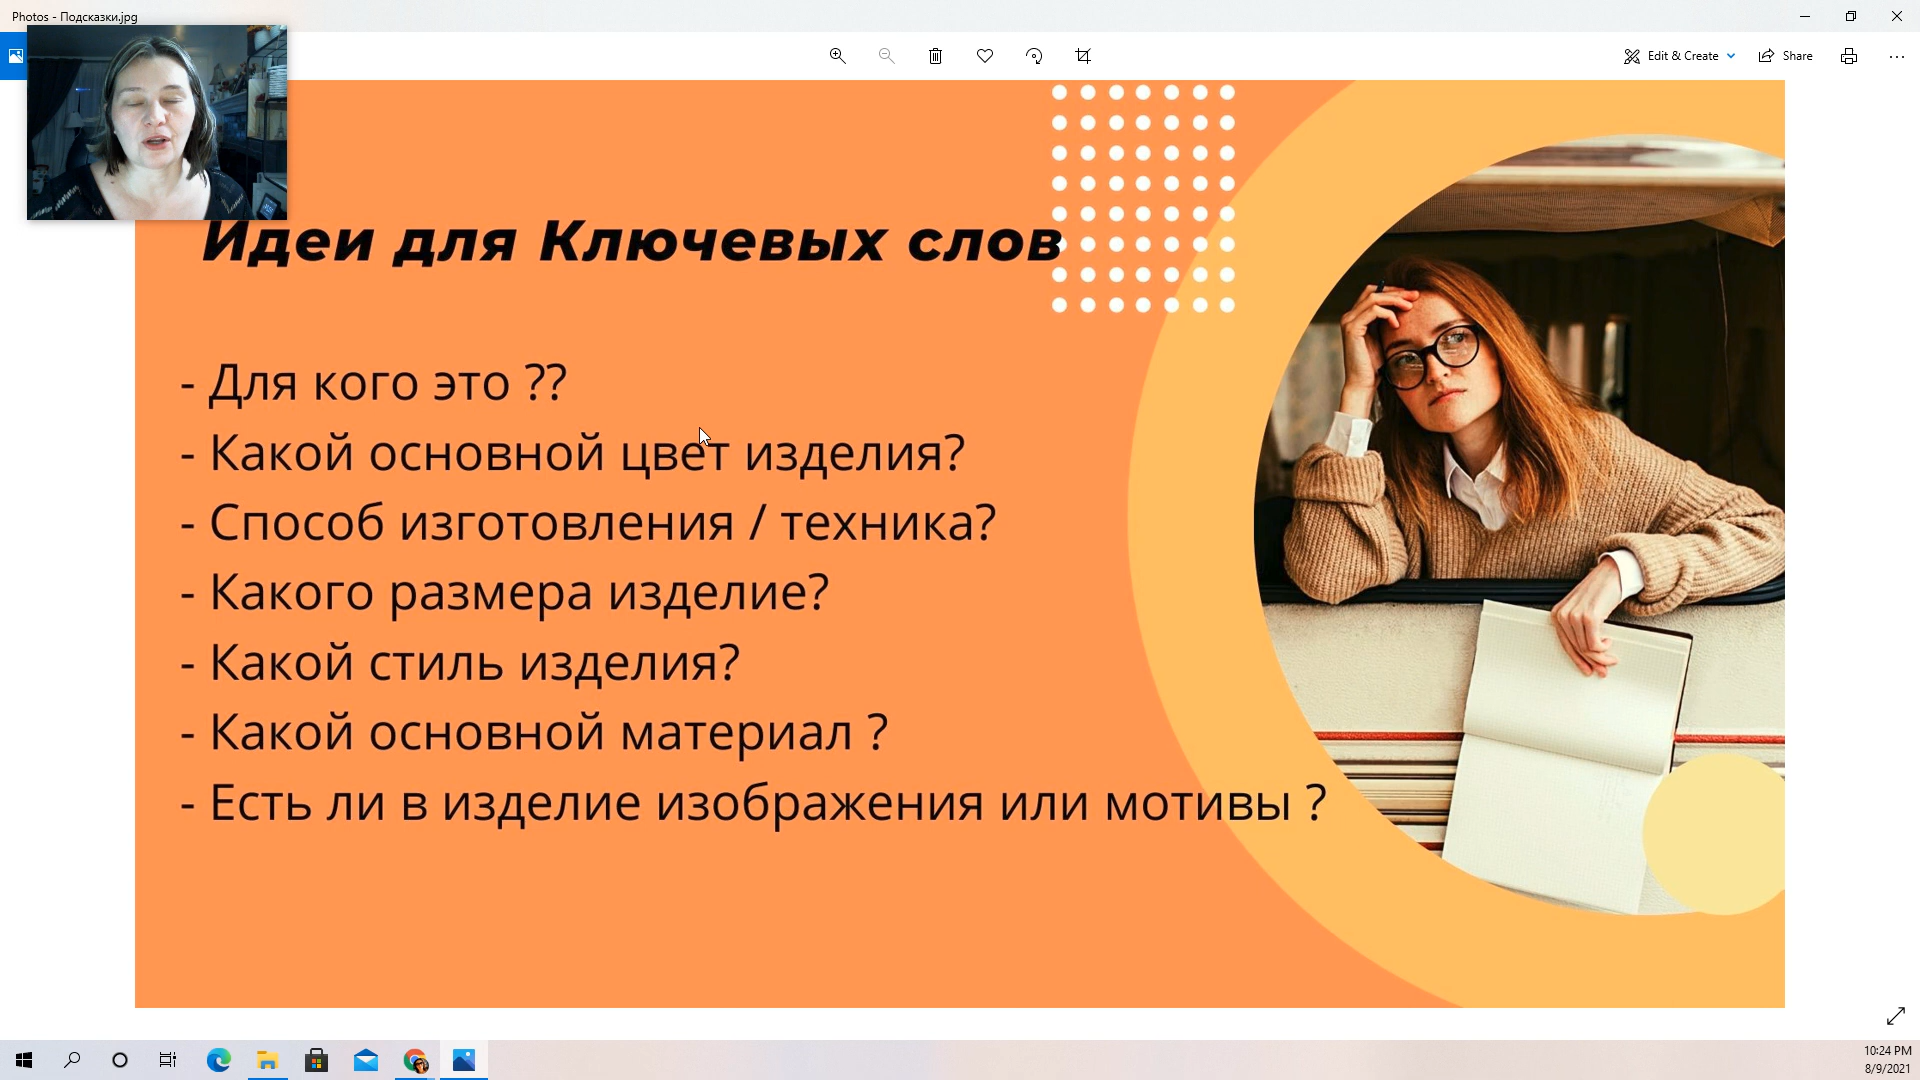 Photos - Подсказки.jpg
Edit & Create
Share
Идеи для Ключевых слов
- Для кого это ??
- Какой основной цвет изделия?
- Способ изготовления / техника?
- Какого размера изделие?
- Какой стиль изделия?
- Какой основной материал ?
- Есть ли в изделие изображения или мотивы ?
10:24 PM
8/9/2021